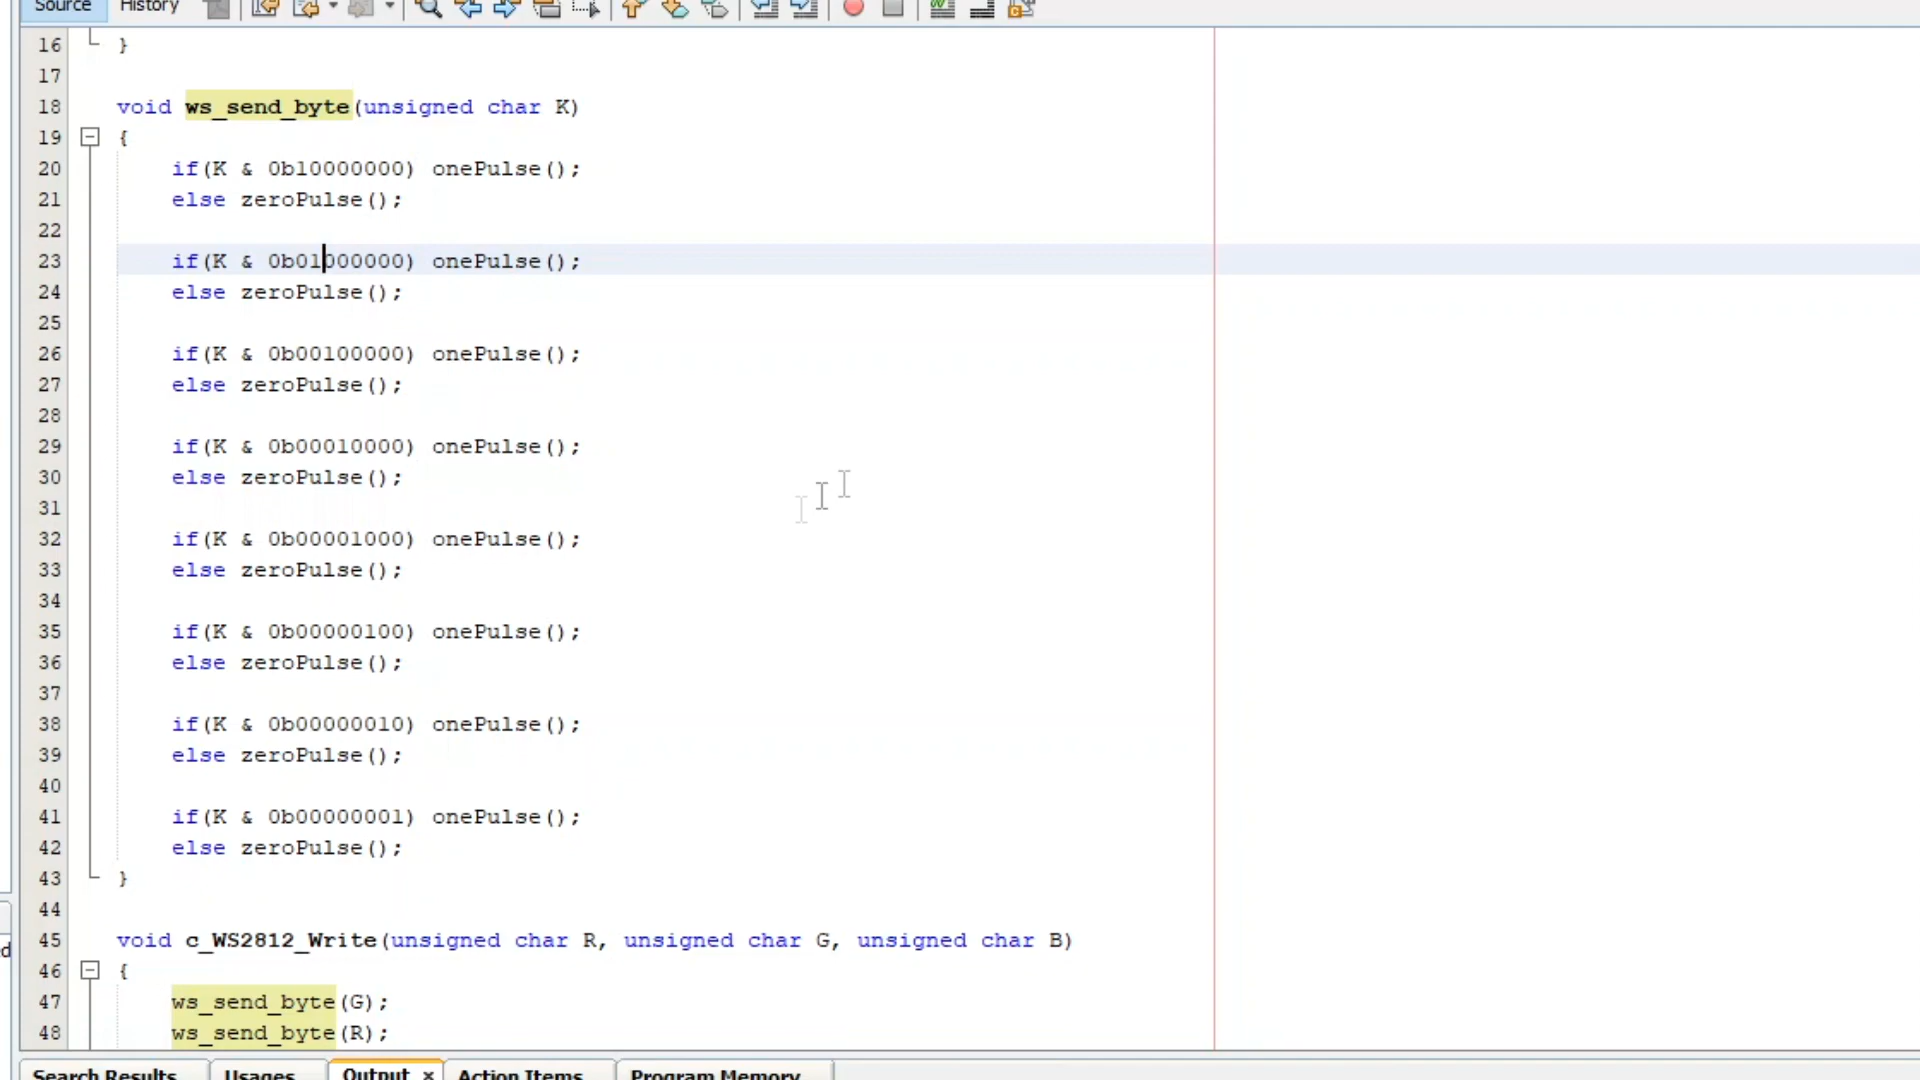 Source History
16 }
17
18 void ws_send_byte(unsigned char K)
19 {
20 if(K & 0b10000000) onePulse();
21 else zeroPulse();
22
23 if(K & 0b01000000) onePulse();
24 else zeroPulse();
25
26 if(K & 0b00100000) onePulse();
27 else zeroPulse();
28
29 if(K & 0b00010000) onePulse();
30 else zeroPulse();
31
32 if(K & 0b00001000) onePulse();
33 else zeroPulse();
34
35 if(K & 0b00000100) onePulse();
36 else zeroPulse();
37
38 if(K & 0b00000010) onePulse();
39 else zeroPulse();
40
41 if(K & 0b00000001) onePulse();
42 else zeroPulse();
43 }
44
45 void c_WS2812_Write(unsigned char R, unsigned char G, unsigned char B)
46 {
47 ws_send_byte(G);
48 ws_send_byte(R);
Search Results Usages Output × Action Items Program Memory